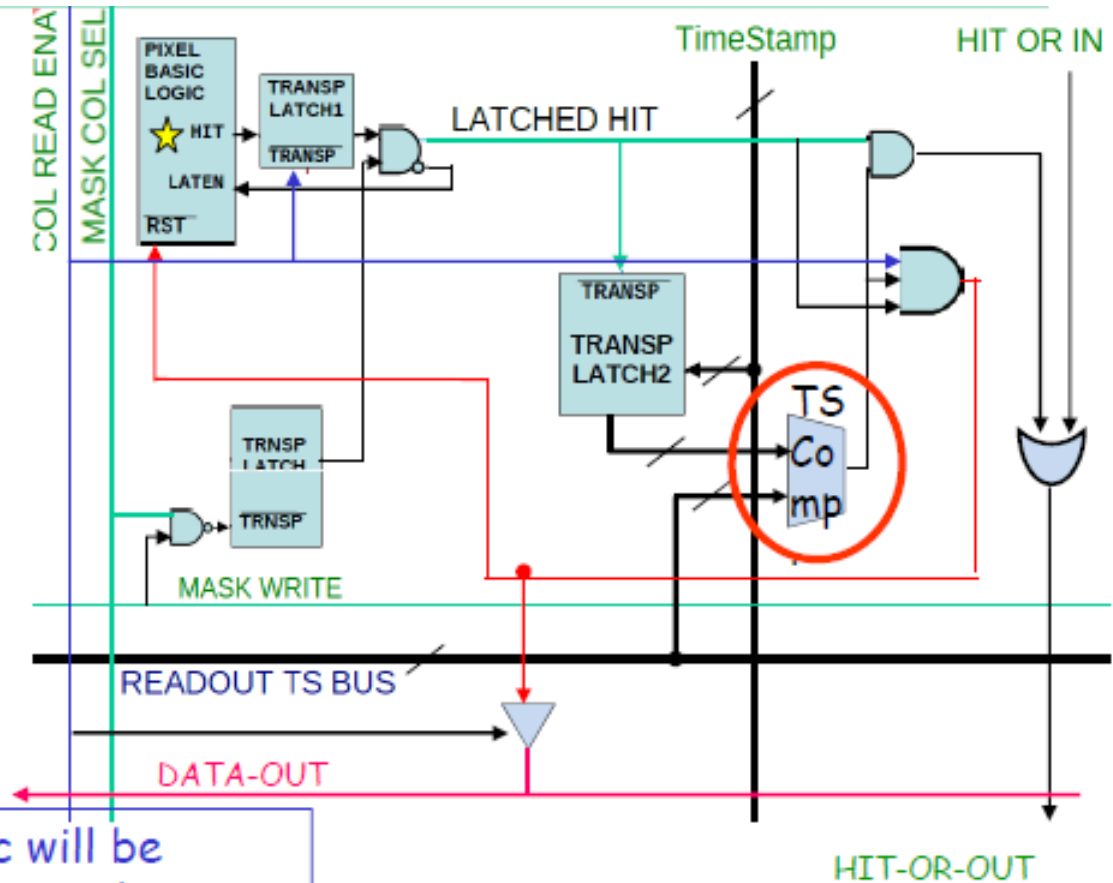 COL READ ENA
MASK COL SEL
PIXEL
BASIC
LOGIC
HIT
LATEN
RST
TRANSP
LATCH1
TRANSP
LATCHED HIT
TimeStamp
HIT OR IN
TRANSP
TRANSP
LATCH2
TS
Co
mp
TRNSP
LATCH
TRNSP
MASK WRITE
READOUT TS BUS
DATA-OUT
c will be
HIT-OR-OUT